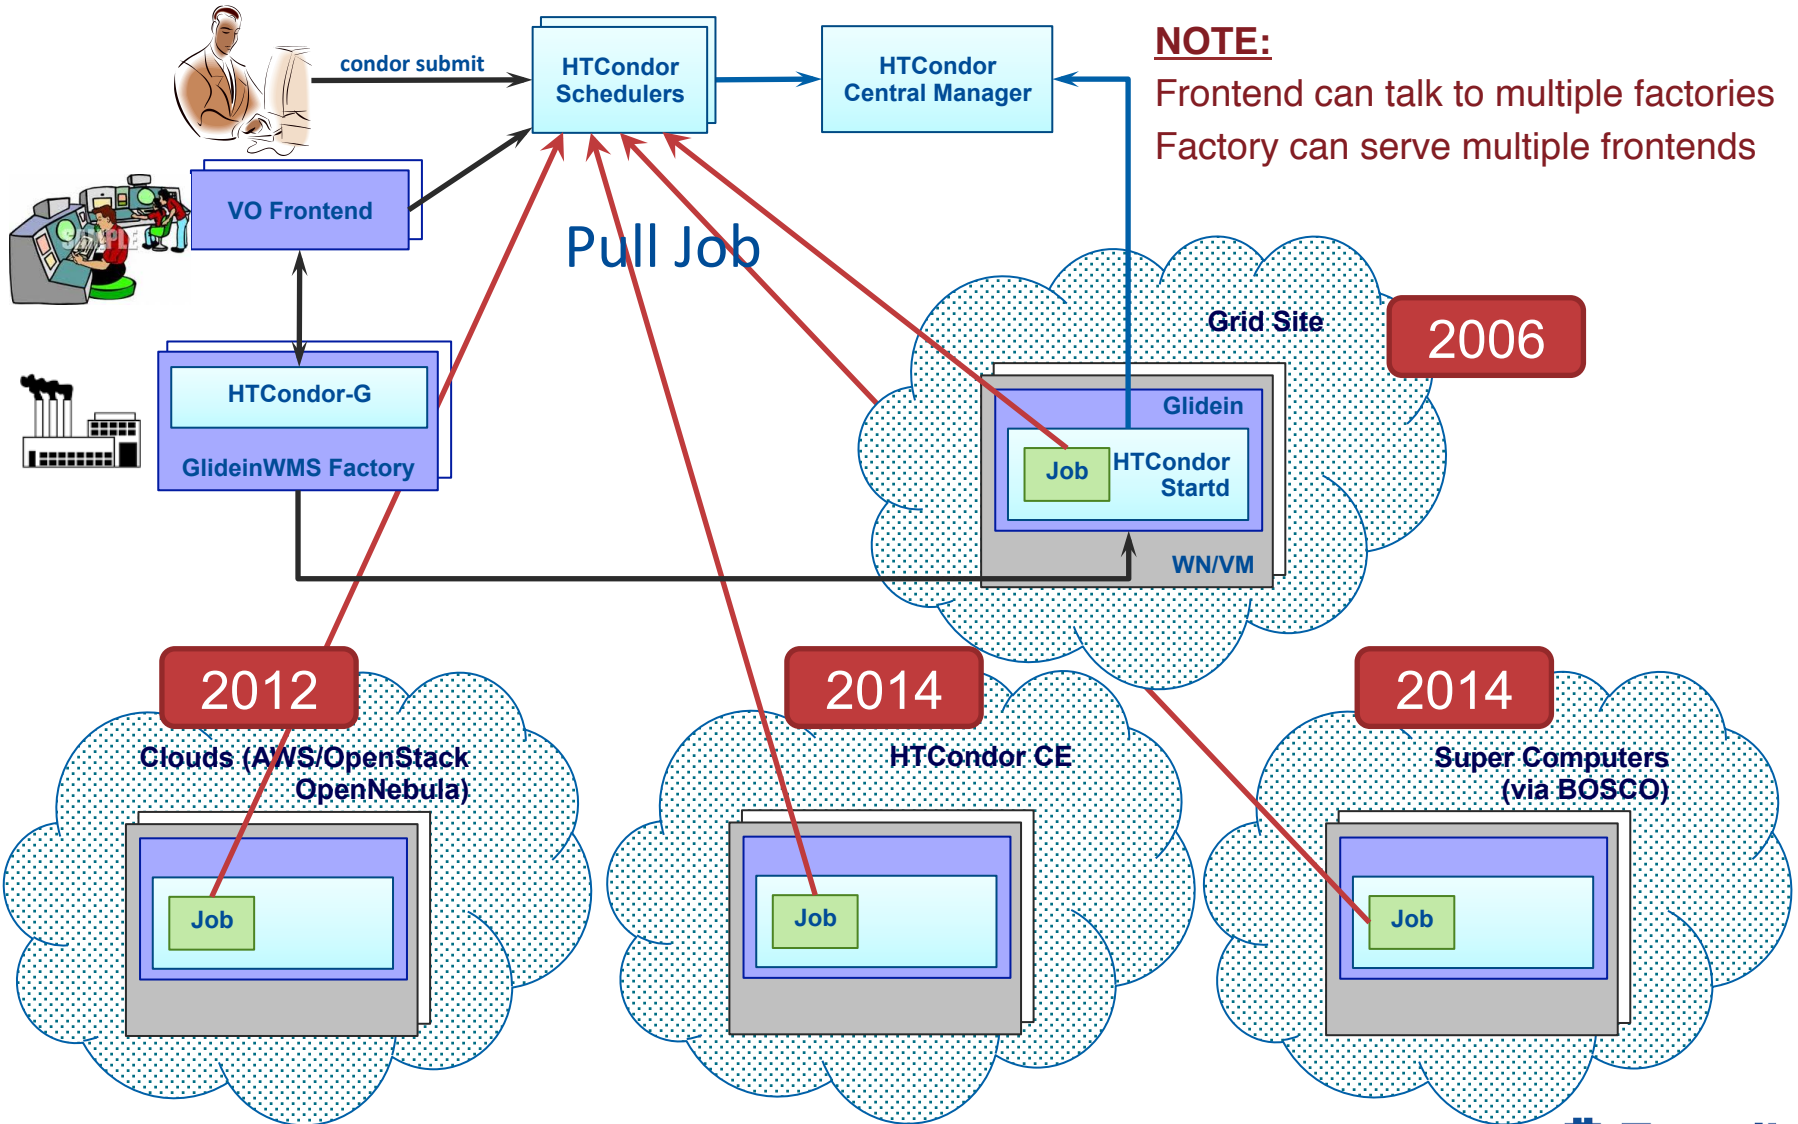 condor submit
HTCondor
Schedulers
HTCondor
Central Manager
NOTE:
Frontend can talk to multiple factories
Factory can serve multiple frontends
VO Frontend
Pull Job
HTCondor-G
GlideinWMS Factory
Grid Site
2006
Glidein
Job
HTCondor
Startd
WN/VM
2012
Clouds (AWS/OpenStack
OpenNebula)
Job
2014
HTCondor CE
Job
2014
Super Computers
(via BOSCO)
Job